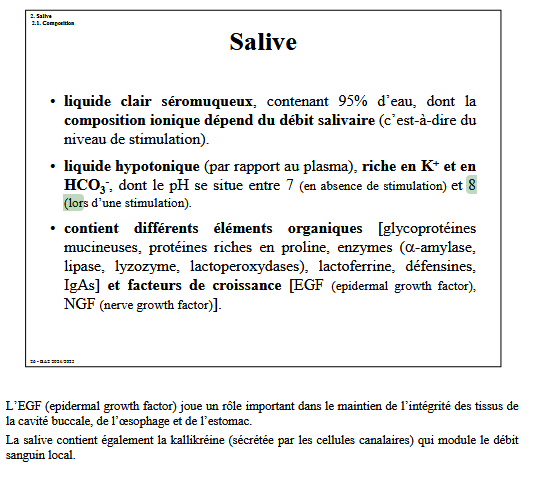 2. Salive
2.1. Composition
Salive
• liquide clair séromuqueux, contenant 95% d'eau, dont la
composition ionique dépend du débit salivaire (c'est-à-dire du
niveau de stimulation).
• liquide hypotonique (par rapport au plasma), riche en K⁺ et en
HCO₃⁻, dont le pH se situe entre 7 (en absence de stimulation) et 8
(lors d'une stimulation).
• contient différents éléments organiques [glycoprotéines
mucineuses, protéines riches en proline, enzymes (α-amylase,
lipase, lyzozyme, lactoperoxydases), lactoferrine, défensines,
IgAs] et facteurs de croissance [EGF (epidermal growth factor),
NGF (nerve growth factor)].
L'EGF (epidermal growth factor) joue un rôle important dans le maintien de l'intégrité des tissus de
la cavité buccale, de l'œsophage et de l'estomac.
La salive contient également la kallikréine (sécrétée par les cellules canalaires) qui module le débit
sanguin local.